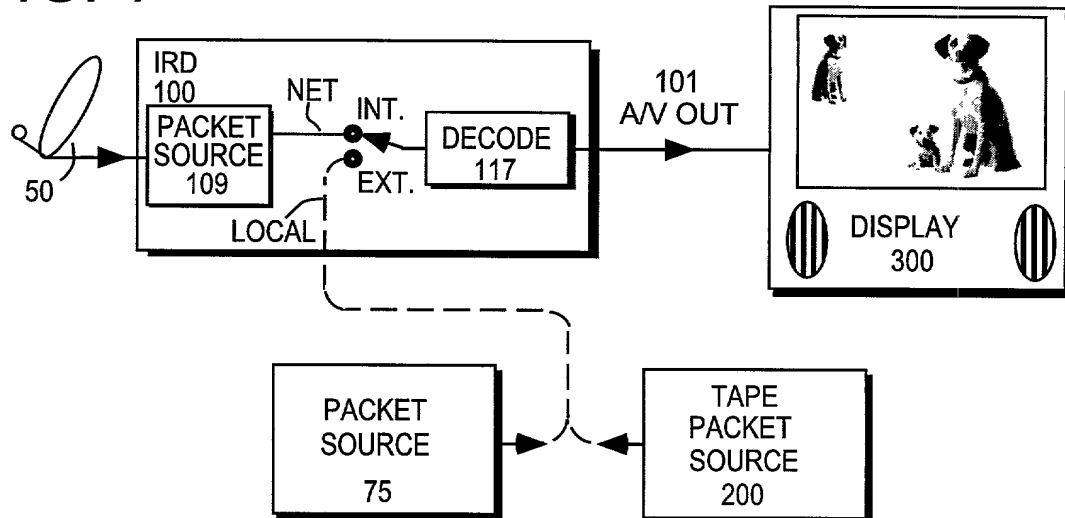 IRD
100
PACKET
SOURCE
109
NET
INT.
EXT.
LOCAL
DECODE
117
101
A/V OUT
50
DISPLAY
300
PACKET
SOURCE
75
TAPE
PACKET
SOURCE
200